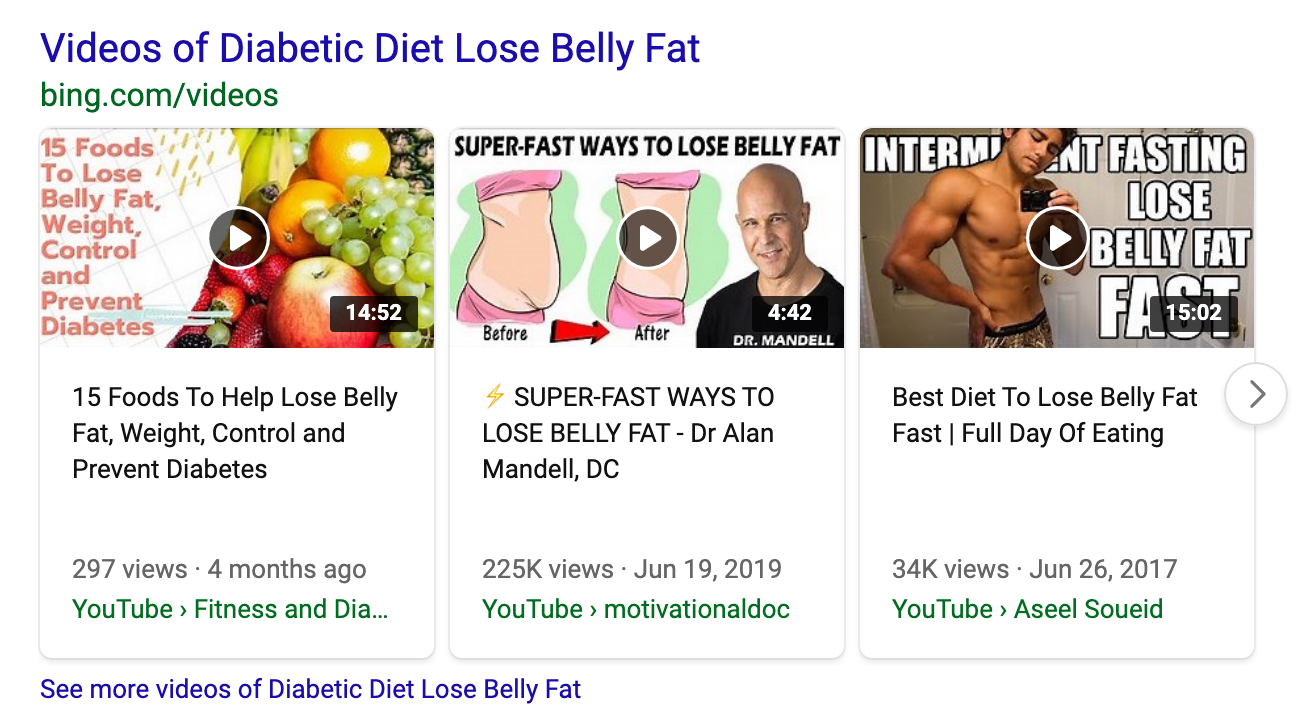 Videos of Diabetic Diet Lose Belly Fat
bing.com/videos
15 Foods
To Lose
Belly Fat,
Weight,
Control
and
Prevent
Diabetes
14:52
15 Foods To Help Lose Belly
Fat, Weight, Control and
Prevent Diabetes
297 views · 4 months ago
YouTube › Fitness and Dia...
SUPER-FAST WAYS TO LOSE BELLY FAT
Before
After
DR. MANDELL
4:42
⚡ SUPER-FAST WAYS TO
LOSE BELLY FAT - Dr Alan
Mandell, DC
225K views · Jun 19, 2019
YouTube › motivationaldoc
INTERMI NT FASTING
LOSE
BELLY FAT
FAST
15:02
Best Diet To Lose Belly Fat
Fast | Full Day Of Eating
34K views · Jun 26, 2017
YouTube › Aseel Soueid
See more videos of Diabetic Diet Lose Belly Fat